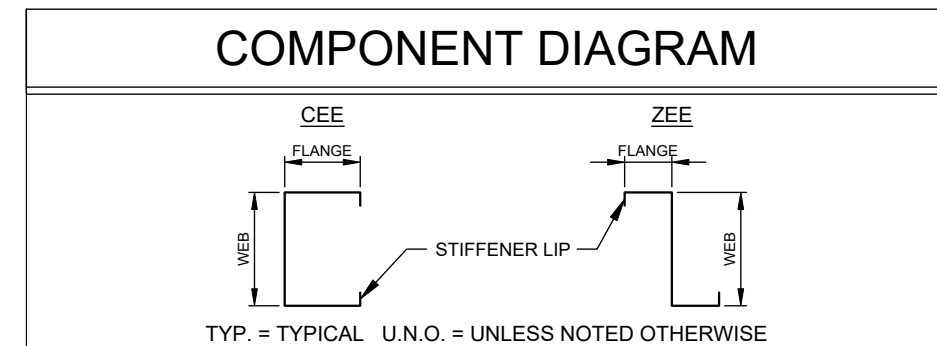 COMPONENT DIAGRAM
CEE
ZEE
FLANGE
FLANGE
WEB
STIFFENER LIP
WEB
TYP. = TYPICAL U.N.O. = UNLESS NOTED OTHERWISE